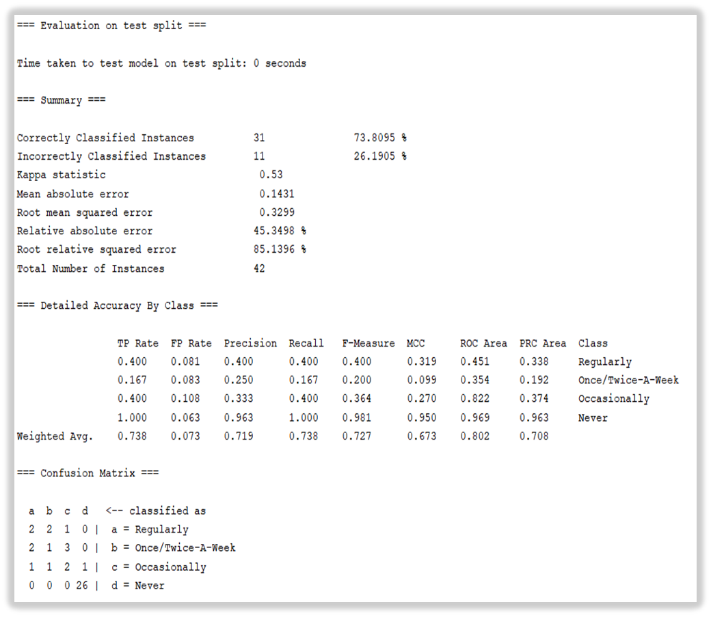 === Evaluation on test split ===
Time taken to test model on test split: 0 seconds
=== Summary ===
Correctly Classified Instances 31 73.8095 %
Incorrectly Classified Instances 11 26.1905 %
Kappa statistic 0.53
Mean absolute error 0.1431
Root mean squared error 0.3299
Relative absolute error 45.3498 %
Root relative squared error 85.1396 %
Total Number of Instances 42
=== Detailed Accuracy By Class ===
TP Rate FP Rate Precision Recall F-Measure MCC ROC Area PRC Area Class
0.400 0.081 0.400 0.400 0.400 0.319 0.451 0.338 Regularly
0.167 0.083 0.250 0.167 0.200 0.099 0.354 0.192 Once/Twice-A-Week
0.400 0.108 0.333 0.400 0.364 0.270 0.822 0.374 Occasionally
1.000 0.063 0.963 1.000 0.981 0.950 0.969 0.963 Never
Weighted Avg. 0.738 0.073 0.719 0.738 0.727 0.673 0.802 0.708
=== Confusion Matrix ===
a b c d <-- classified as
2 2 1 0 | a = Regularly
2 1 3 0 | b = Once/Twice-A-Week
1 1 2 1 | c = Occasionally
0 0 0 26 | d = Never